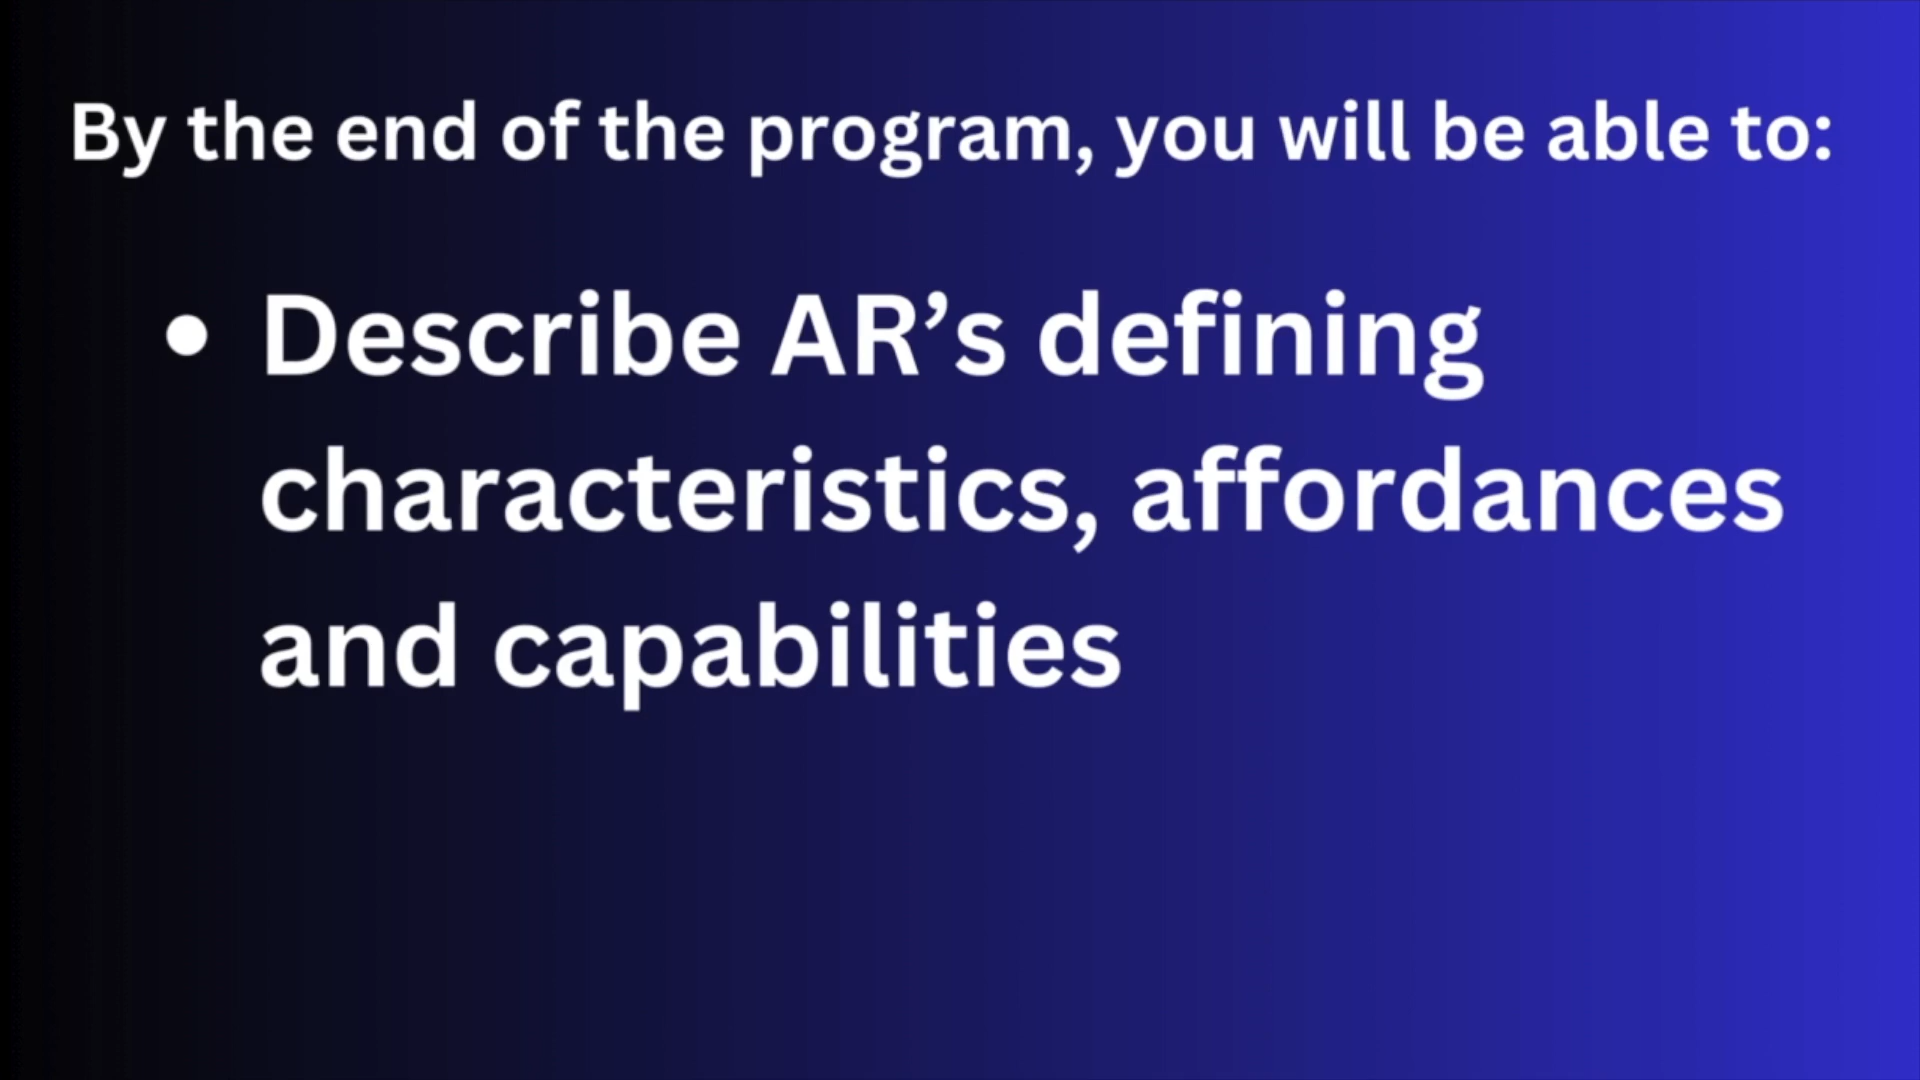 By the end of the program, you will be able to:
• Describe AR’s defining
characteristics, affordances
and capabilities